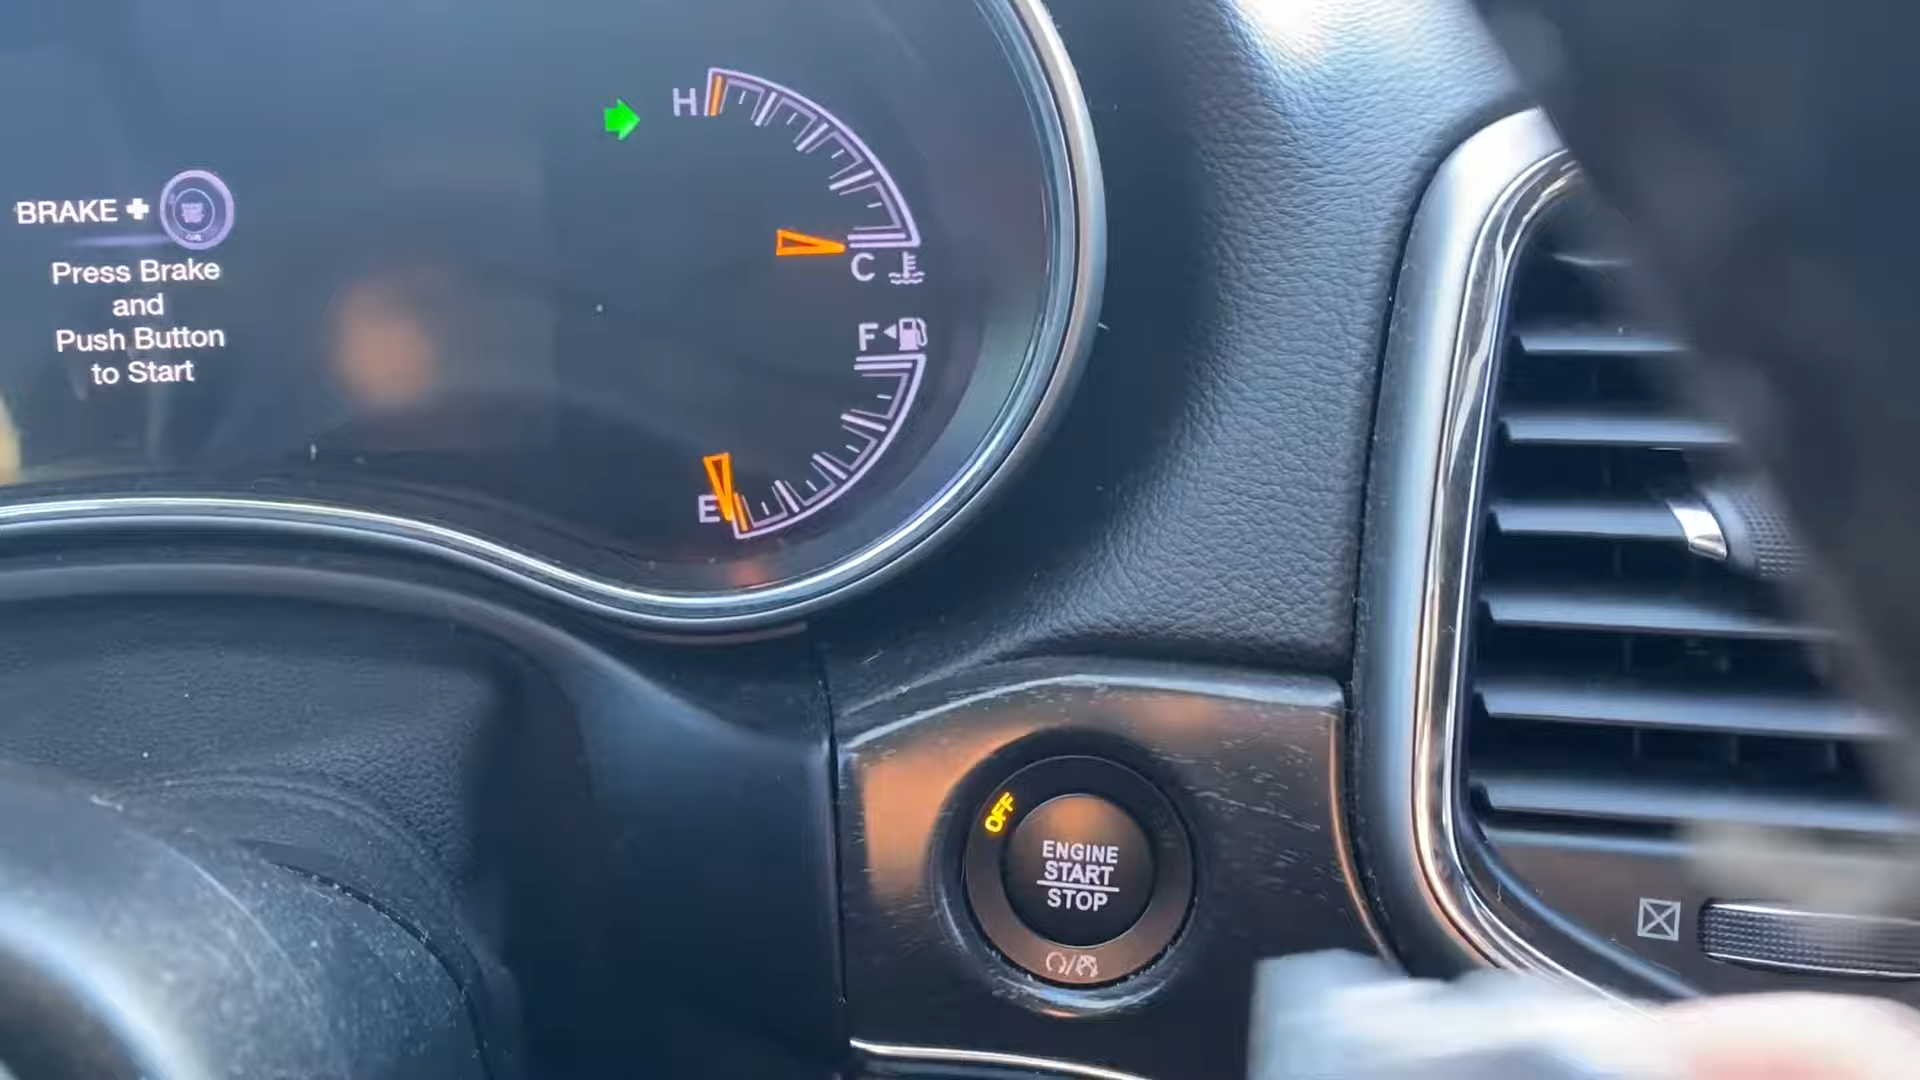 H
BRAKE +
Press Brake
and
Push Button
to Start
C
F
E
OFF
ENGINE
START
STOP